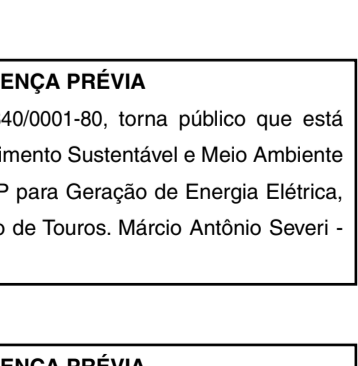 ENÇA PRÉVIA
40/0001-80, torna público que está
imento Sustentável e Meio Ambiente
P para Geração de Energia Elétrica,
o de Touros. Márcio Antônio Severi -
ENÇA PRÉVIA